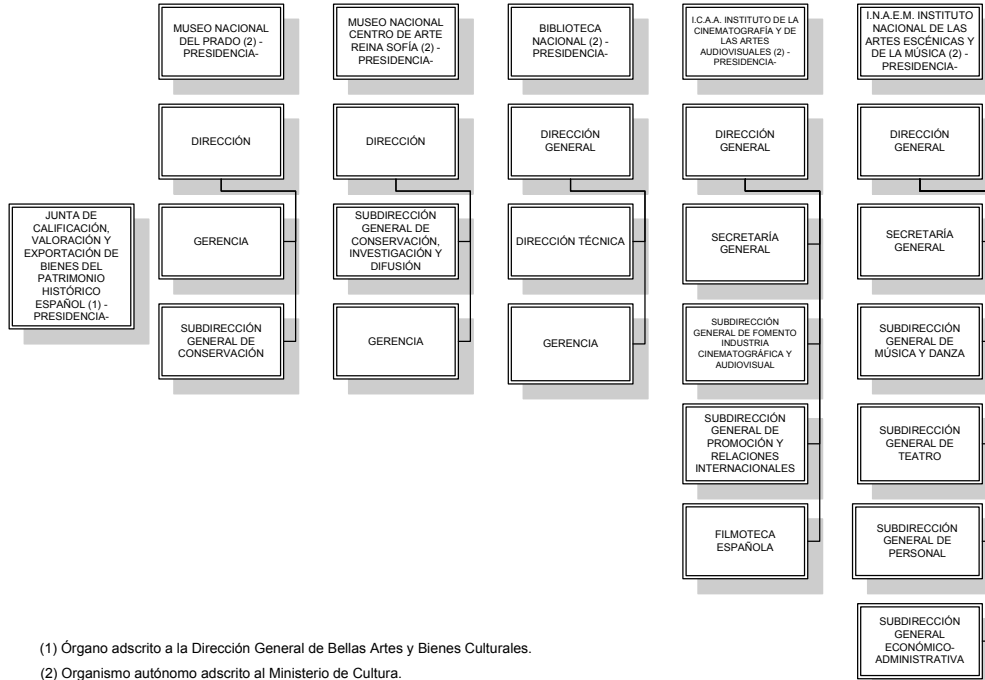 MUSEO NACIONAL
DEL PRADO (2) -
PRESIDENCIA-
MUSEO NACIONAL
CENTRO DE ARTE
REINA SOFÍA (2) -
PRESIDENCIA-
BIBLIOTECA
NACIONAL (2) -
PRESIDENCIA-
I.C.A.A. INSTITUTO DE LA
CINEMATOGRAFÍA Y DE
LAS ARTES
AUDIOVISUALES (2) -
PRESIDENCIA-
I.N.A.E.M. INSTITUTO
NACIONAL DE LAS
ARTES ESCÉNICAS Y
DE LA MÚSICA (2) -
PRESIDENCIA-
DIRECCIÓN
DIRECCIÓN
DIRECCIÓN
GENERAL
DIRECCIÓN
GENERAL
DIRECCIÓN
GENERAL
JUNTA DE
CALIFICACIÓN,
VALORACIÓN Y
EXPORTACIÓN DE
BIENES DEL
PATRIMONIO
HISTÓRICO
ESPAÑOL (1) -
PRESIDENCIA-
GERENCIA
SUBDIRECCIÓN
GENERAL DE
CONSERVACIÓN,
INVESTIGACIÓN Y
DIFUSIÓN
DIRECCIÓN TÉCNICA
SECRETARÍA
GENERAL
SECRETARÍA
GENERAL
SUBDIRECCIÓN
GENERAL DE
CONSERVACIÓN
GERENCIA
GERENCIA
SUBDIRECCIÓN
GENERAL DE FOMENTO
INDUSTRIA
CINEMATOGRÁFICA Y
AUDIOVISUAL
SUBDIRECCIÓN
GENERAL DE
MÚSICA Y DANZA
SUBDIRECCIÓN
GENERAL DE
PROMOCIÓN Y
RELACIONES
INTERNACIONALES
SUBDIRECCIÓN
GENERAL DE
TEATRO
FILMOTECA
ESPAÑOLA
SUBDIRECCIÓN
GENERAL DE
PERSONAL
SUBDIRECCIÓN
GENERAL
ECONÓMICO-
ADMINISTRATIVA
(1) Órgano adscrito a la Dirección General de Bellas Artes y Bienes Culturales.
(2) Organismo autónomo adscrito al Ministerio de Cultura.